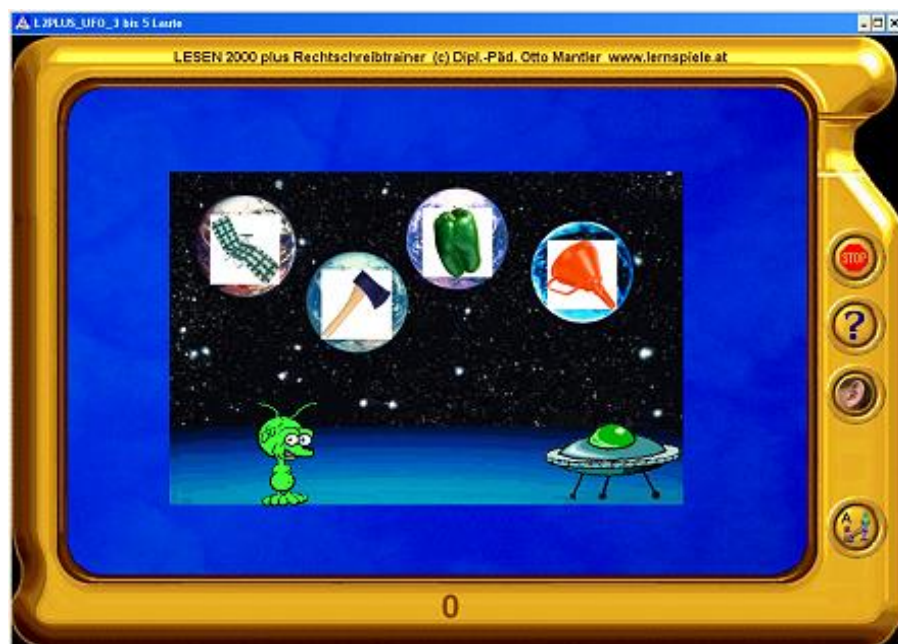 L2PLUS_UFO_3 bis 5 Laute
LESEN 2000 plus Rechtschreibtrainer (c) Dipl.-Päd. Otto Mantler www.lernspiele.at
STOP
?
A
0